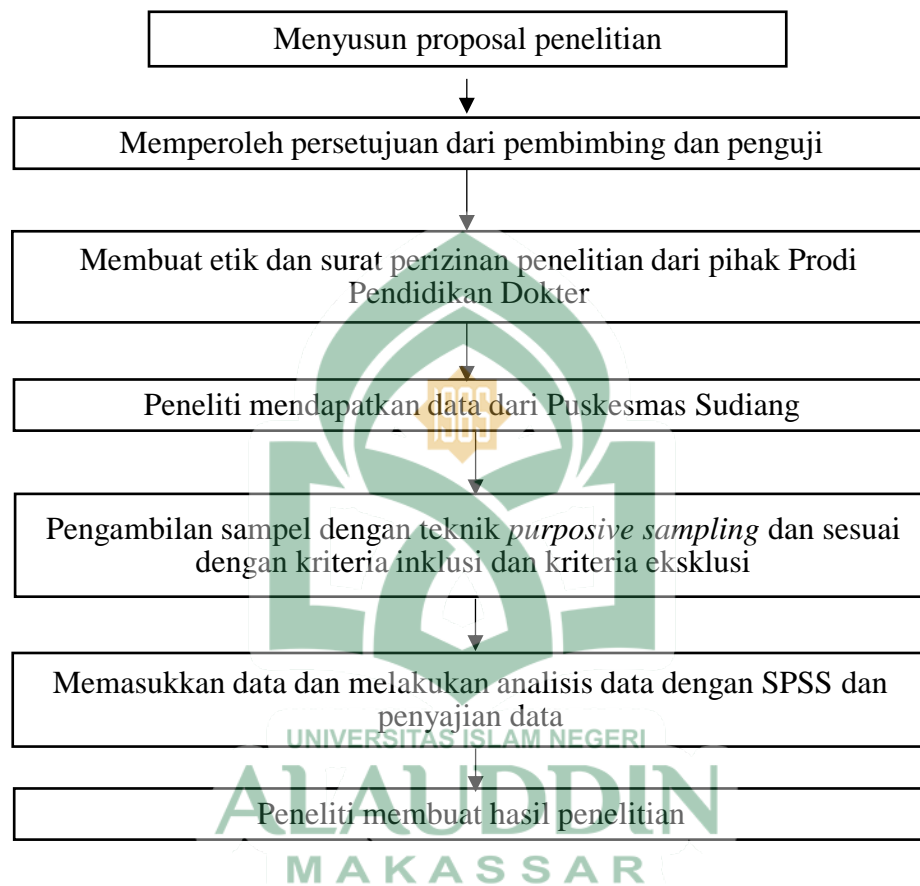 Menyusun proposal penelitian
Memperoleh persetujuan dari pembimbing dan penguji
Membuat etik dan surat perizinan penelitian dari pihak Prodi
Pendidikan Dokter
Peneliti mendapatkan data dari Puskesmas Sudiang
1965
Pengambilan sampel dengan teknik purposive sampling dan sesuai
dengan kriteria inklusi dan kriteria eksklusi
Memasukkan data dan melakukan analisis data dengan SPSS dan
penyajian data
UNIVERSITAS ISLAM NEGERI
ALAUDDIN
Peneliti membuat hasil penelitian
MAKASSAR